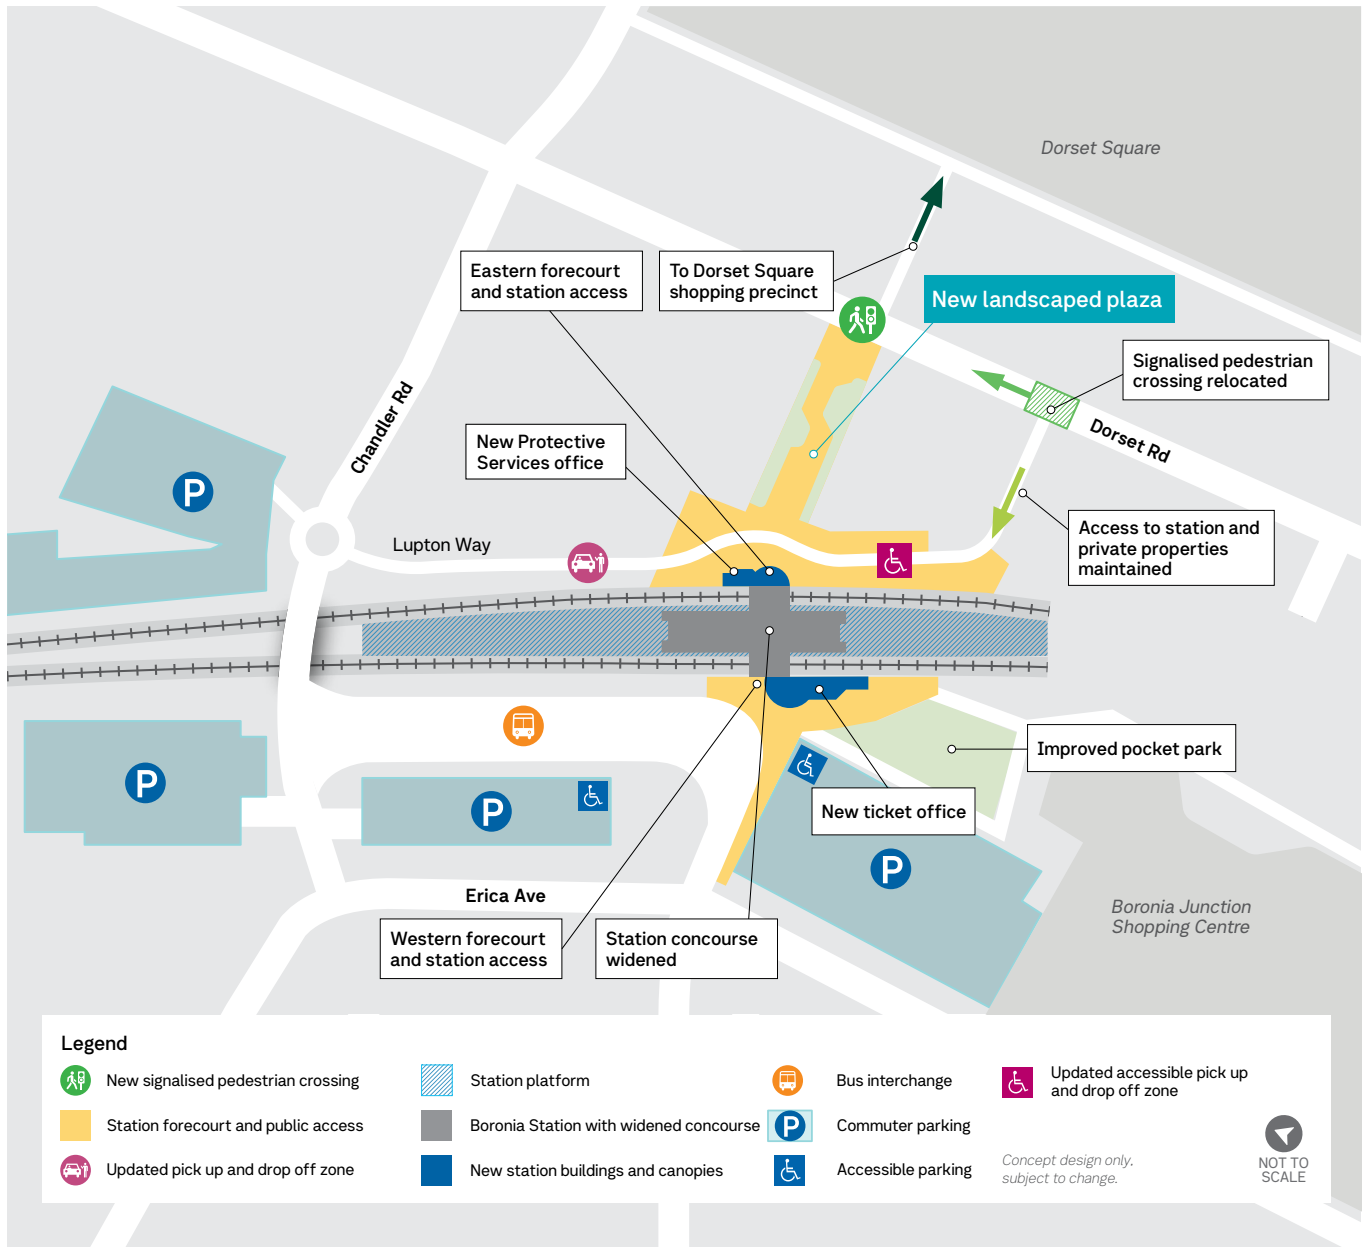 Dorset Square
Eastern forecourt
and station access
To Dorset Square
shopping precinct
New landscaped plaza
Signalised pedestrian
crossing relocated
Chandler Rd
Dorset Rd
New Protective
Services office
Lupton Way
Access to station and
private properties
maintained
P
Improved pocket park
P
P
New ticket office
P
Erica Ave
Boronia Junction
Shopping Centre
Western forecourt
and station access
Station concourse
widened
Legend
New signalised pedestrian crossing
Station forecourt and public access
Updated pick up and drop off zone
Station platform
Boronia Station with widened concourse
New station buildings and canopies
Bus interchange
P
Commuter parking
Accessible parking
Updated accessible pick up
and drop off zone
Concept design only,
subject to change.
NOT TO
SCALE